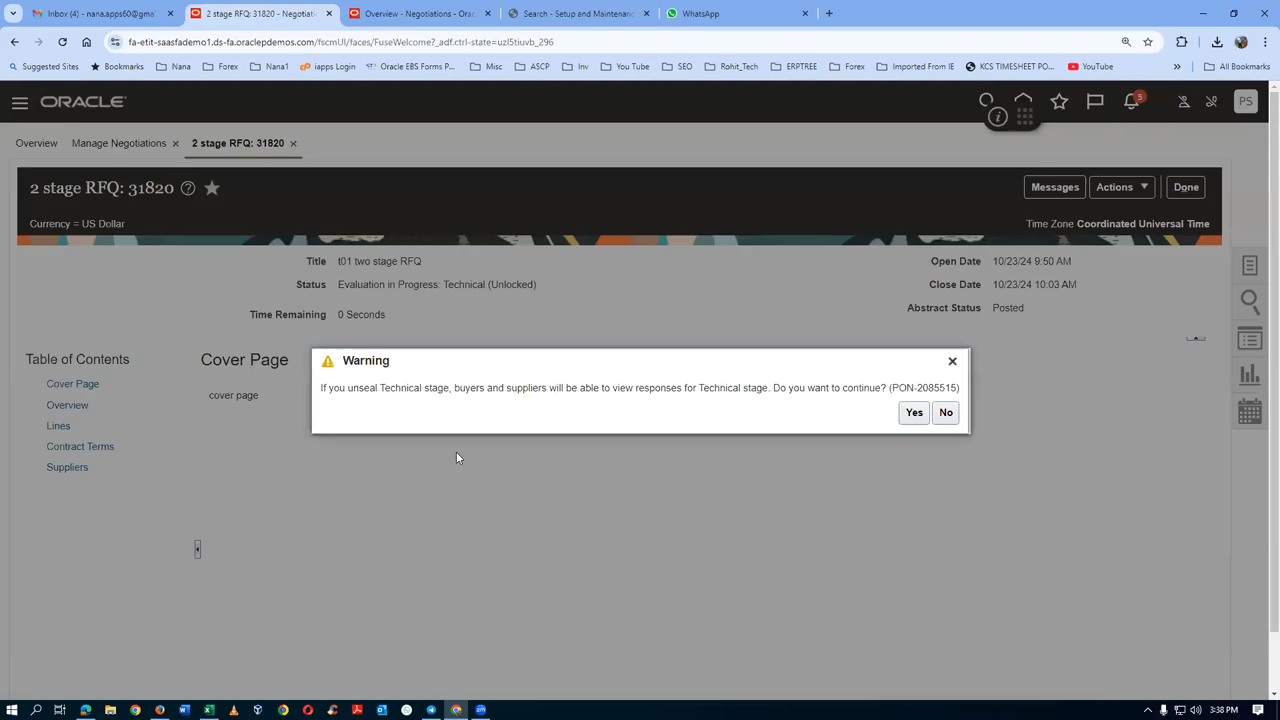 Inbox (10) - nana.apps60@gmai
2 stage RFQ: 31820 - Negotiatio
Overview - Negotiations - Orac
Search - Setup and Maintenanc
WhatsApp
fa-etit-saasfademo1.ds-fa.oraclepdemos.com/fscmUI/faces/FuseWelcome?_adf.ctrl-state=uzl5tiuvb_296
Suggested Sites Bookmarks Nana Forex Nana1 iapps Login Oracle EBS Forms P... Misc ASCP Inv You Tube SEO Rohit_Tech ERPTREE Forex Imported From IE KCS TIMESHEET PO... YouTube » All Bookmarks
ORACLE
5
PS
Overview Manage Negotiations 2 stage RFQ: 31820
2 stage RFQ: 31820
Messages Actions Done
Currency = US Dollar
Time Zone Coordinated Universal Time
Title t01 two stage RFQ
Open Date 10/23/24 9:50 AM
Status Evaluation in Progress: Technical (Unlocked)
Close Date 10/23/24 10:03 AM
Abstract Status Posted
Time Remaining 0 Seconds
Table of Contents
Cover Page
Overview
Lines
Contract Terms
Suppliers
Cover Page
cover page
Warning
If you unseal Technical stage, buyers and suppliers will be able to view responses for Technical stage. Do you want to continue? (PON-2085515)
Yes No
3:38 PM